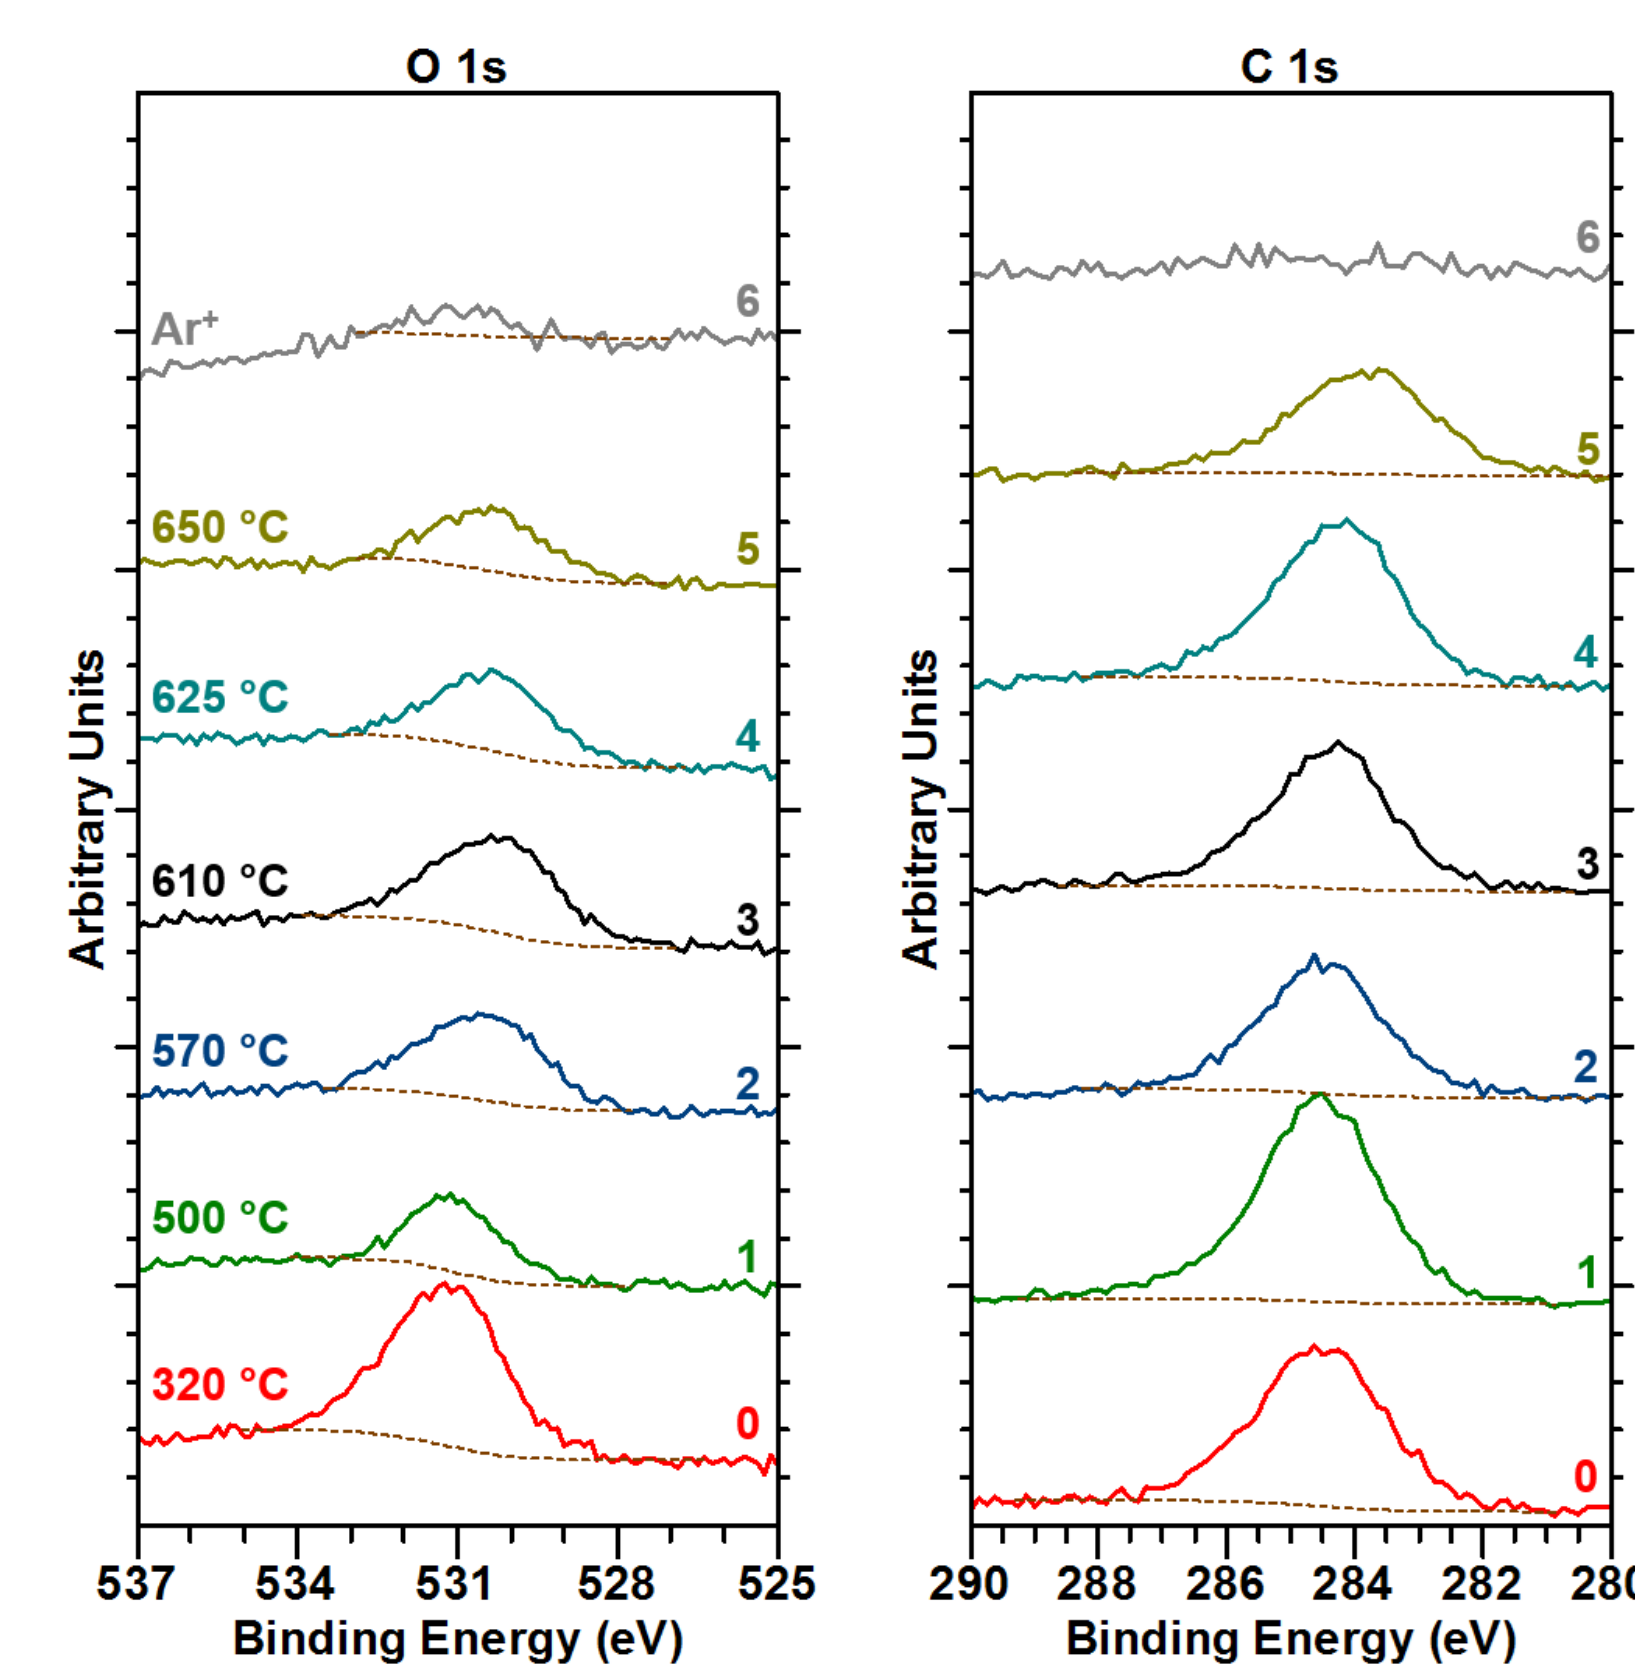 O 1s
Ar+
6
650 °C
5
625 °C
4
610 °C
3
570 °C
2
500 °C
1
320 °C
0
537 534 531 528 525
Binding Energy (eV)
Arbitrary Units
C 1s
6
5
4
3
2
1
0
290 288 286 284 282 280
Binding Energy (eV)
Arbitrary Units